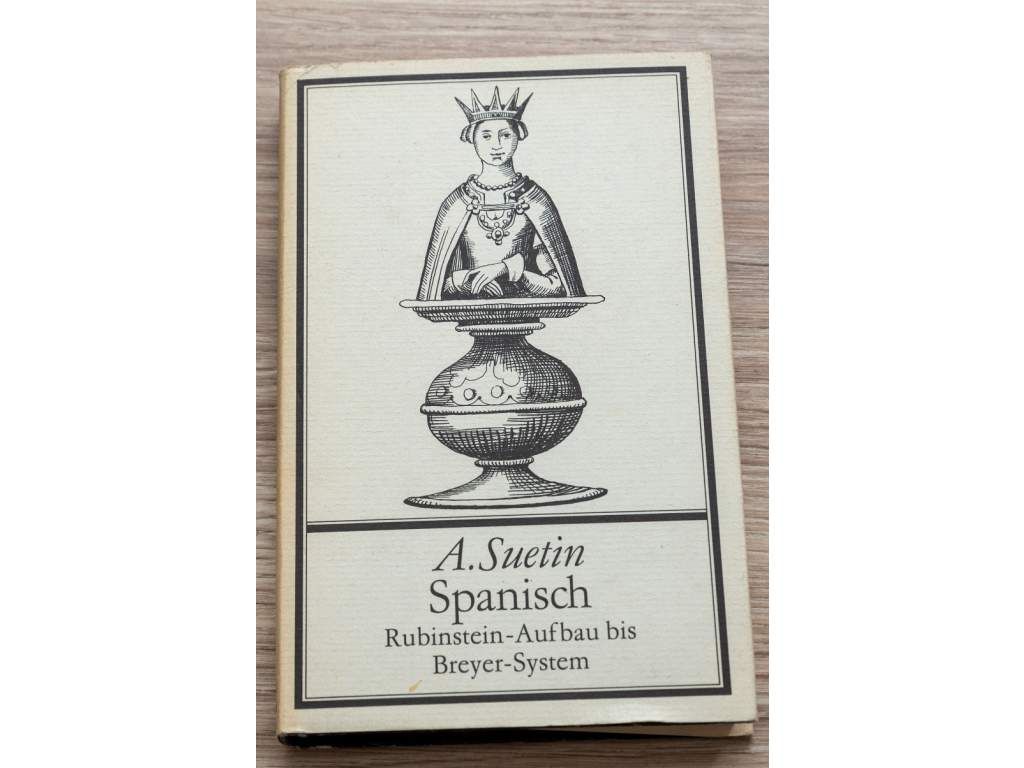 A. Suetin
Spanisch
Rubinstein-Aufbau bis
Breyer-System